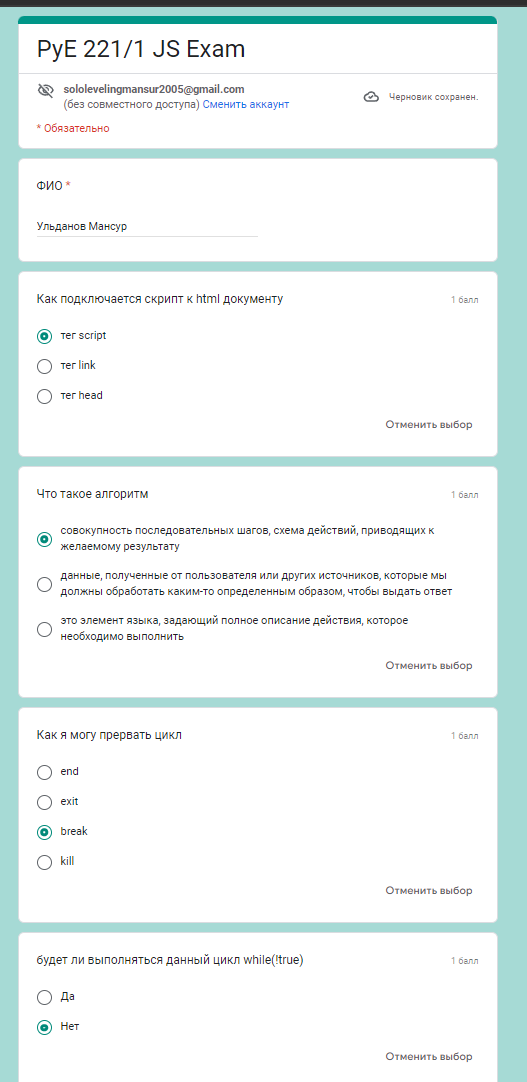 PyE 221/1 JS Exam
sololevelingmansur2005@gmail.com
(без совместного доступа) Сменить аккаунт
Черновик сохранен.
* Обязательно
ФИО *
Ульданов Мансур
Как подключается скрипт к html документу
1 балл
тег script
тег link
тег head
Отменить выбор
Что такое алгоритм
1 балл
совокупность последовательных шагов, схема действий, приводящих к
желаемому результату
данные, полученные от пользователя или других источников, которые мы
должны обработать каким-то определенным образом, чтобы выдать ответ
это элемент языка, задающий полное описание действия, которое
необходимо выполнить
Отменить выбор
Как я могу прервать цикл
1 балл
end
exit
break
kill
Отменить выбор
будет ли выполняться данный цикл while(!true)
1 балл
Да
Нет
Отменить выбор